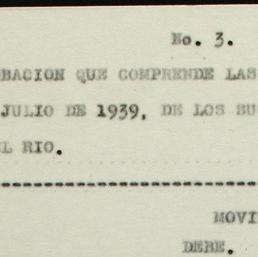 No. 3.
BACION QUE COMPRENDE LAS
JULIO DE 1939, DE LOS SU
L RIO.
MOVI
DEBE.